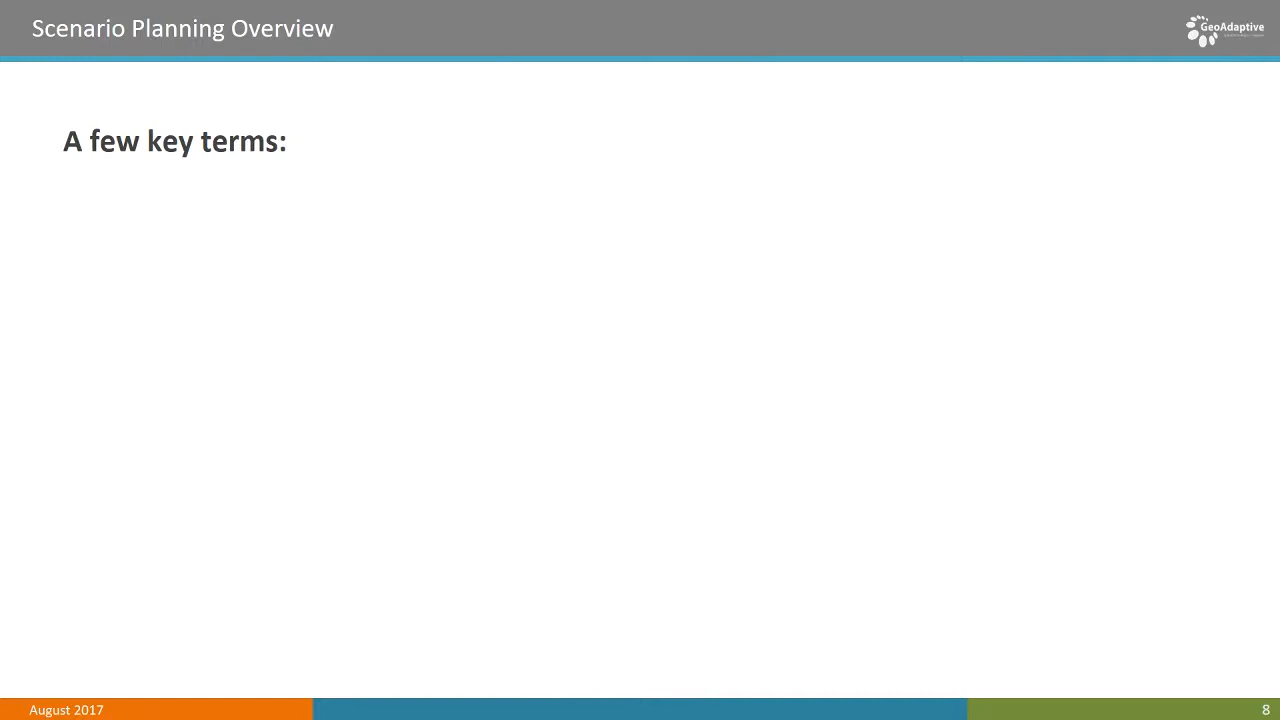 Scenario Planning Overview
GeoAdaptive
A few key terms:
August 2017
8